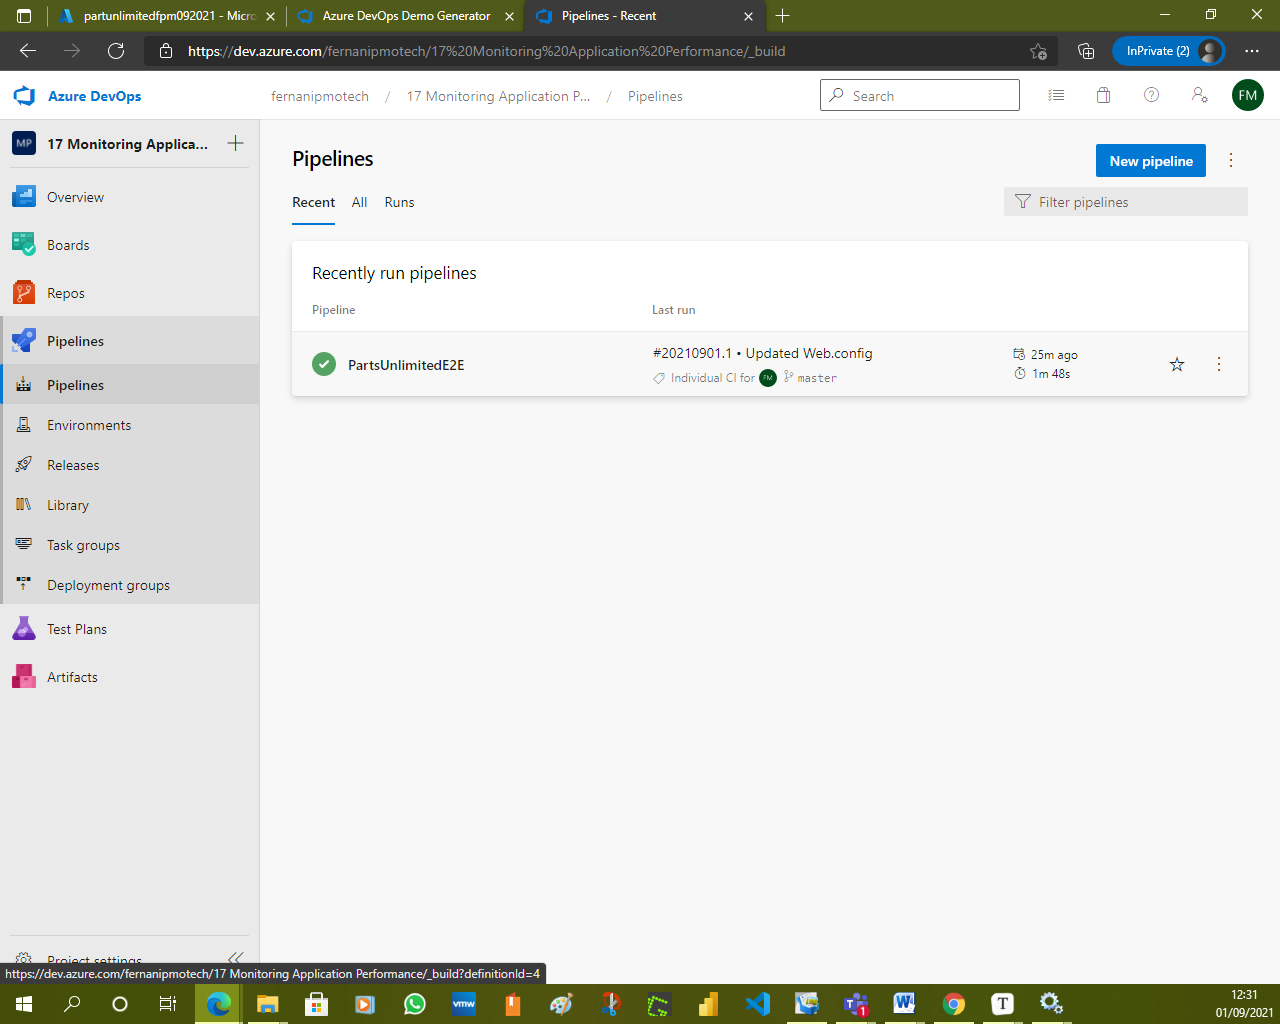 partunlimitedfpm092021 - Micro
Azure DevOps Demo Generator
Pipelines - Recent
https://dev.azure.com/fernanipmotech/17%20Monitoring%20Application%20Performance/_build
InPrivate (2)
Azure DevOps
fernanipmotech / 17 Monitoring Application P... / Pipelines
Search
FM
MP
17 Monitoring Applica...
Overview
Boards
Repos
Pipelines
Pipelines
Environments
Releases
Library
Task groups
Deployment groups
Test Plans
Artifacts
Project settings
Pipelines
New pipeline
Recent All Runs
Filter pipelines
Recently run pipelines
Pipeline Last run
PartsUnlimitedE2E
#20210901.1 • Updated Web.config
Individual CI for FM master
25m ago
1m 48s
https://dev.azure.com/fernanipmotech/17 Monitoring Application Performance/_build?definitionId=4
vmw
1
W
T
12:31
01/09/2021